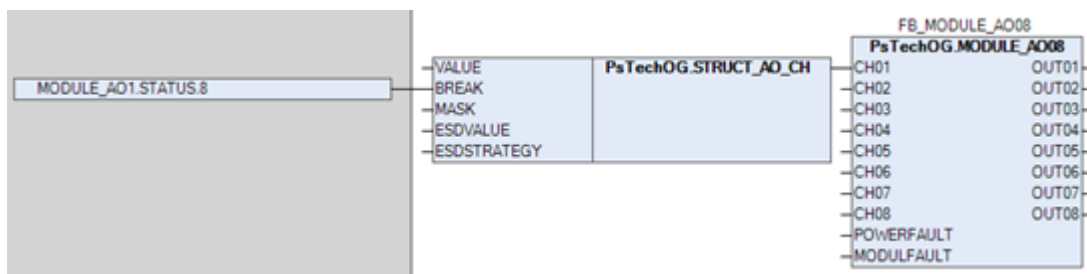 FB_MODULE_AO08
PsTechOG.MODULE_AO08
VALUE PsTechOG.STRUCT_AO_CH CH01 OUT01
MODULE_AO1.STATUS.8 BREAK CH02 OUT02
MASK CH03 OUT03
ESDVALUE CH04 OUT04
ESDSTRATEGY CH05 OUT05
CH06 OUT06
CH07 OUT07
CH08 OUT08
POWERFAULT
MODULFAULT